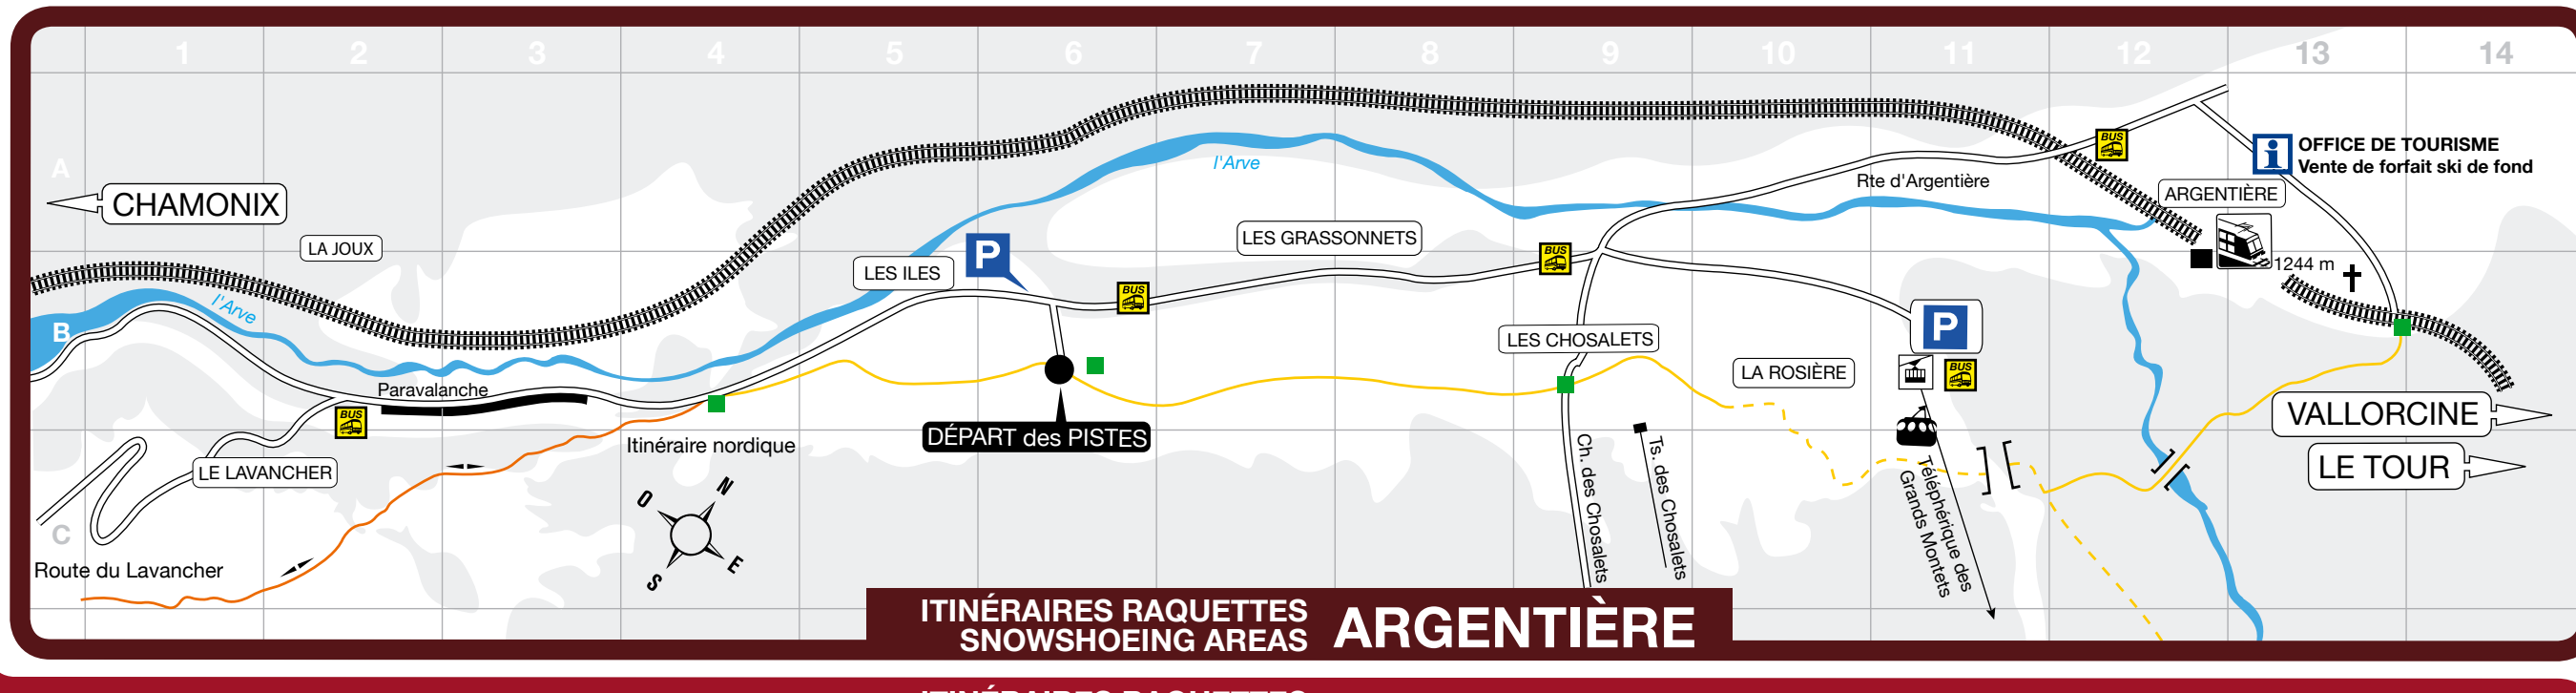 1 2 3 4 5 6 7 8 9 10 11 12 13 14
A
B
C
CHAMONIX
LA JOUX
l'Arve
Paravalanche
BUS
LE LAVANCHER
Route du Lavancher
Itinéraire nordique
N
O
E
S
LES ILES
P
BUS
DÉPART des PISTES
l'Arve
LES GRASSONNETS
BUS
LES CHOSALETS
Ch. des Chosalets
Ts. des Chosalets
LA ROSIÈRE
Rte d'Argentière
P
BUS
Téléphérique des
Grands Montets
BUS
i OFFICE DE TOURISME
Vente de forfait ski de fond
ARGENTIÈRE
1244 m
VALLORCINE
LE TOUR
ITINÉRAIRES RAQUETTES
SNOWSHOEING AREAS
ARGENTIÈRE
ITINÉRAIRES RAQUETTES